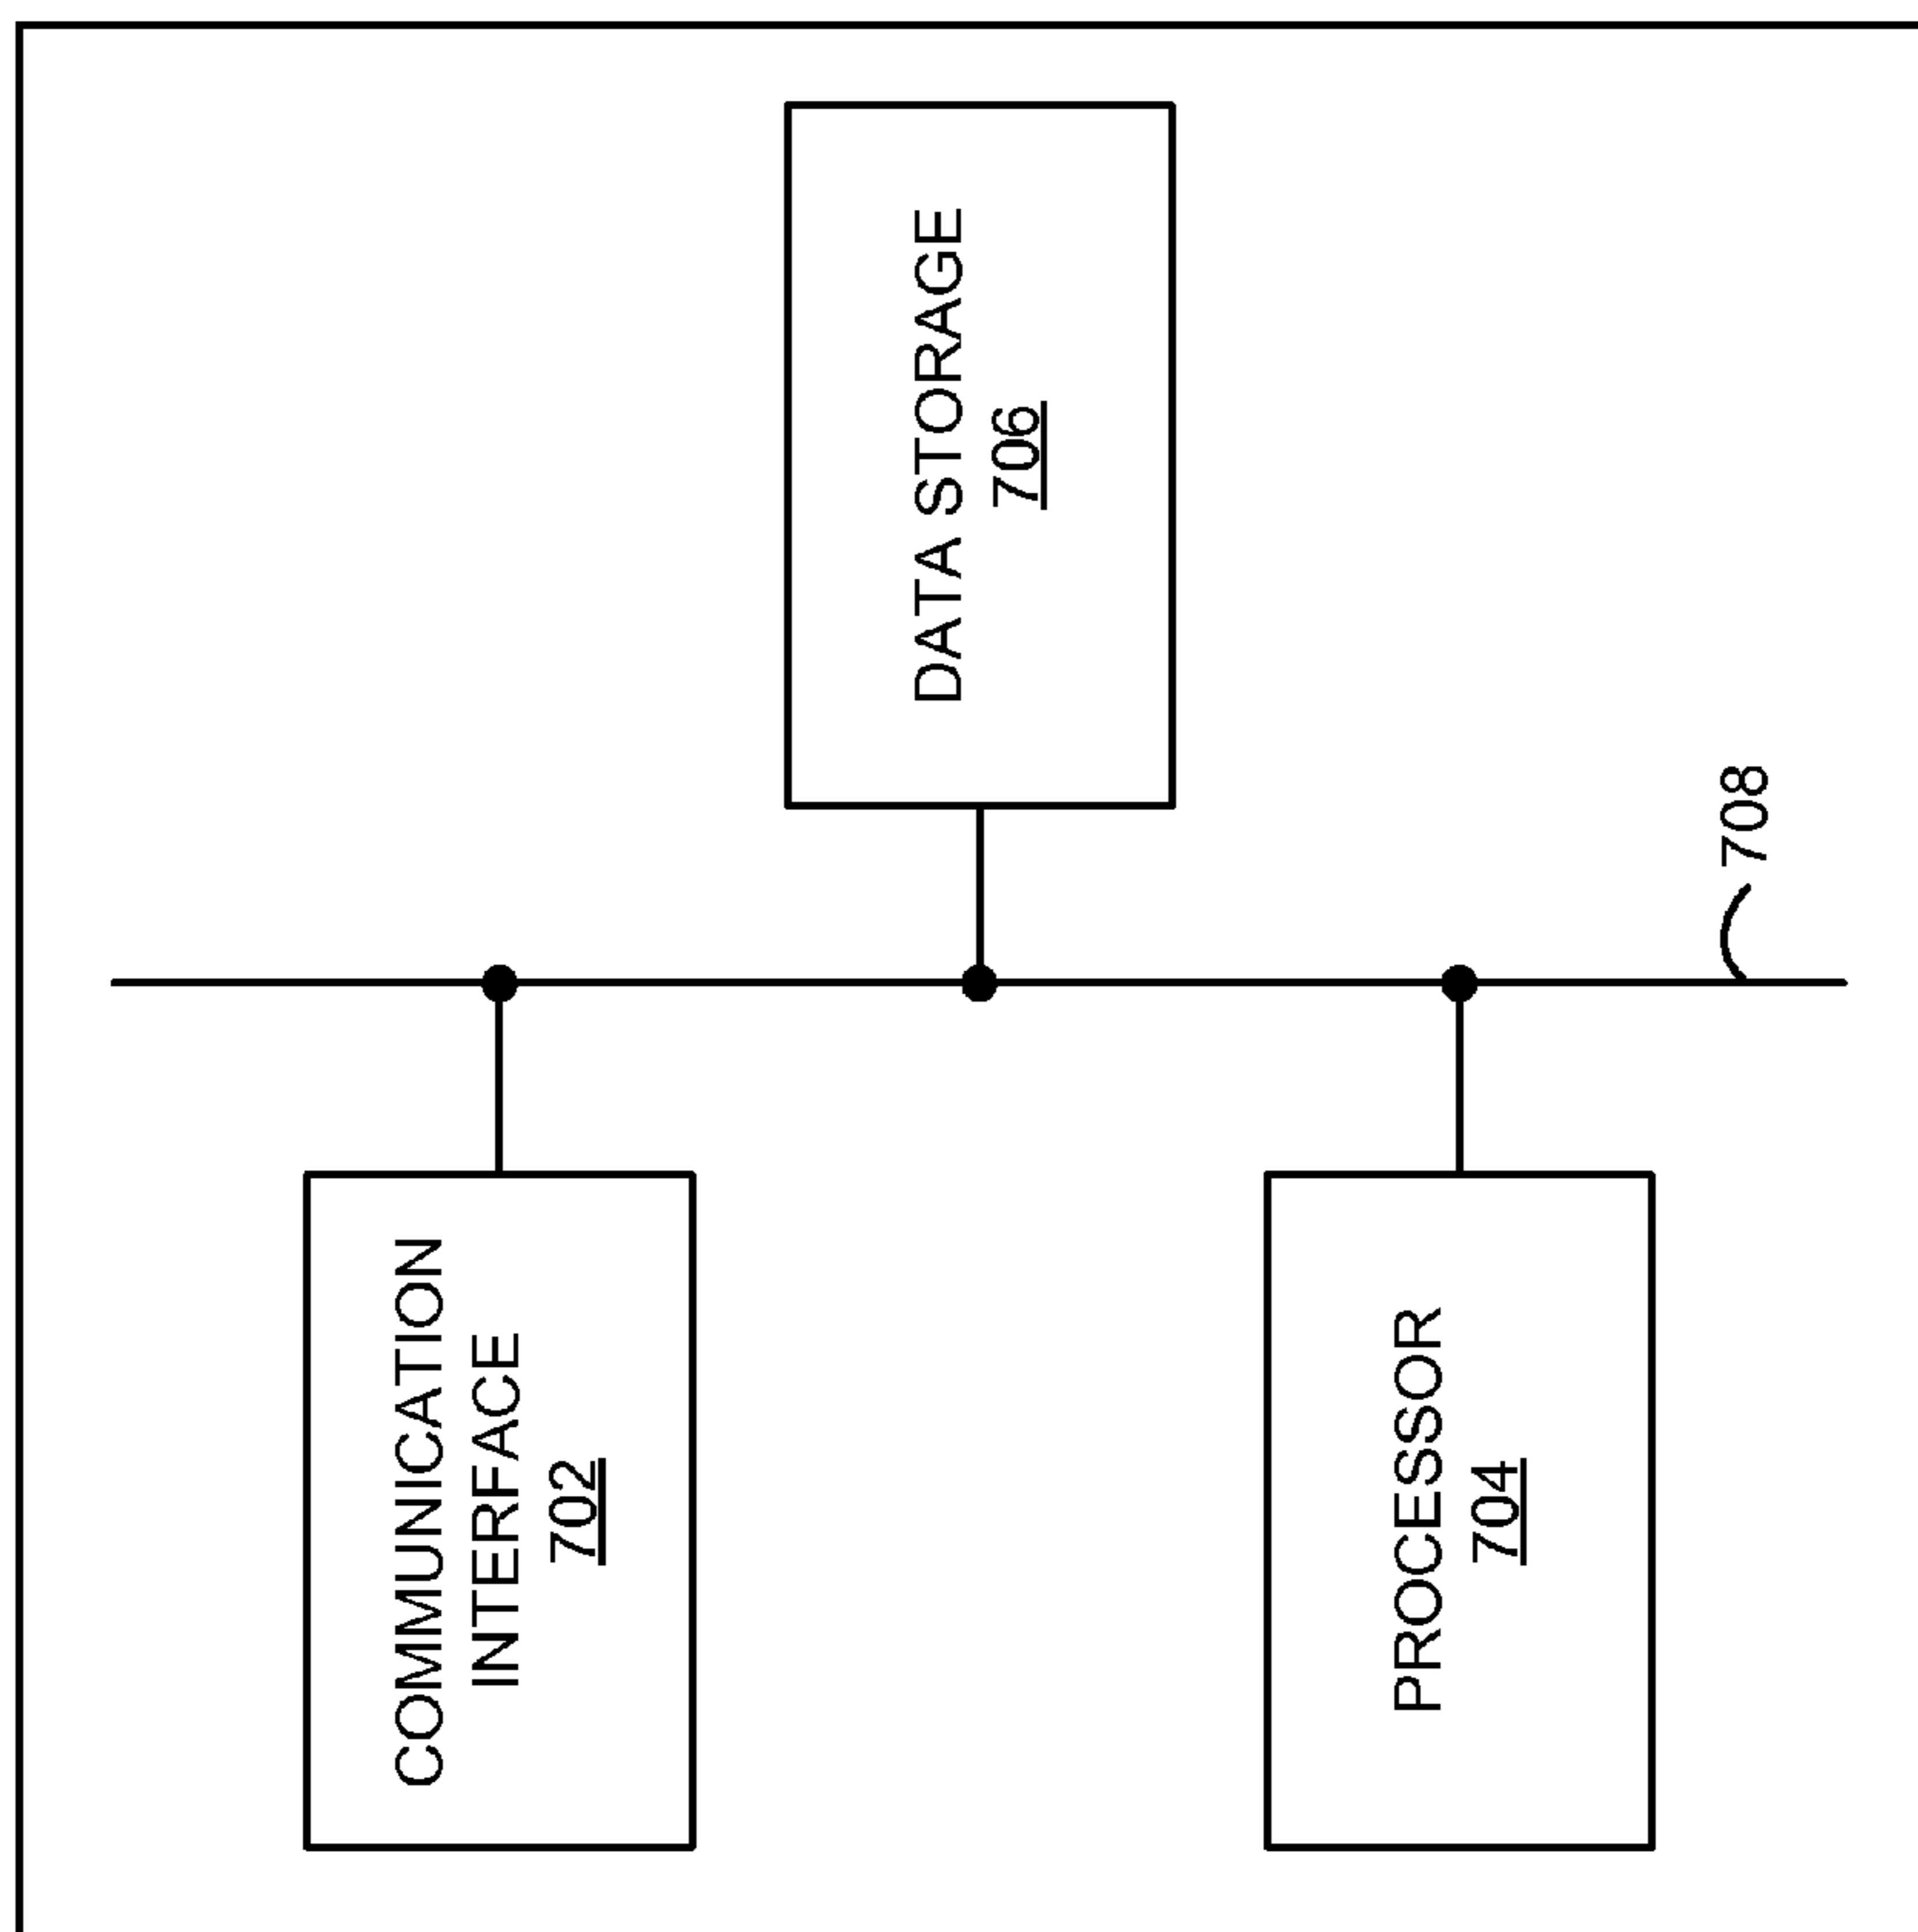 COMMUNICATION
INTERFACE
702
DATA STORAGE
706
PROCESSOR
704
708